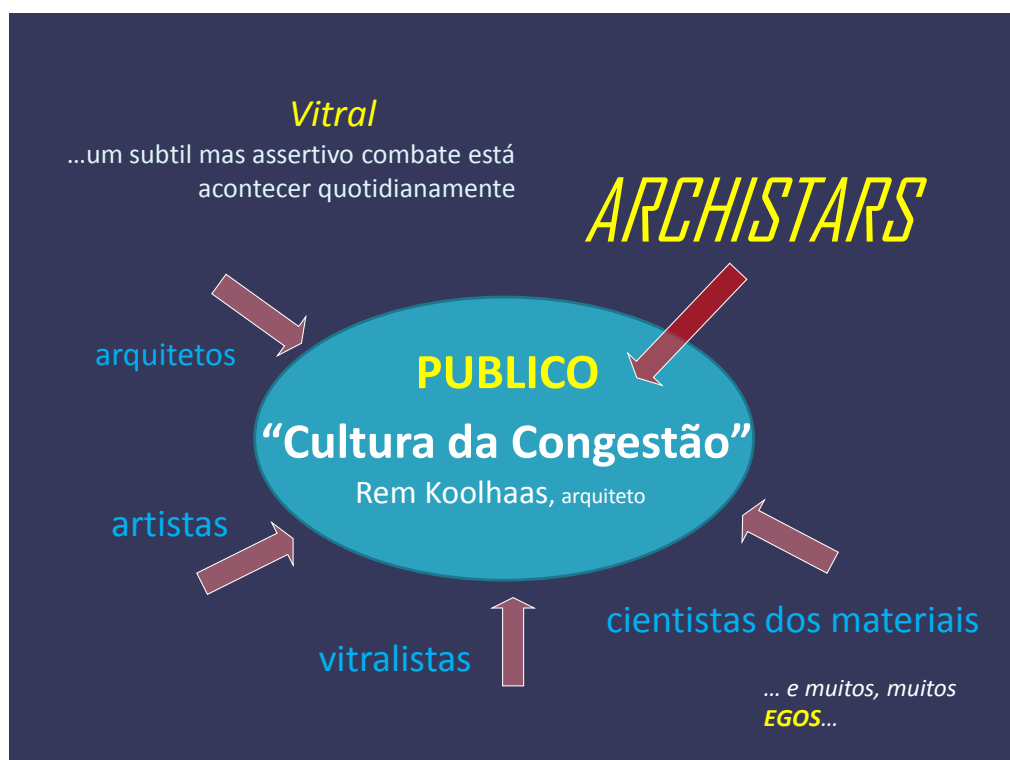 Vitral
…um subtil mas assertivo combate está
acontecer quotidianamente
ARCHISTARS
arquitetos
PUBLICO
“Cultura da Congestão”
Rem Koolhaas, arquiteto
artistas
cientistas dos materiais
vitralistas
… e muitos, muitos
EGOS…